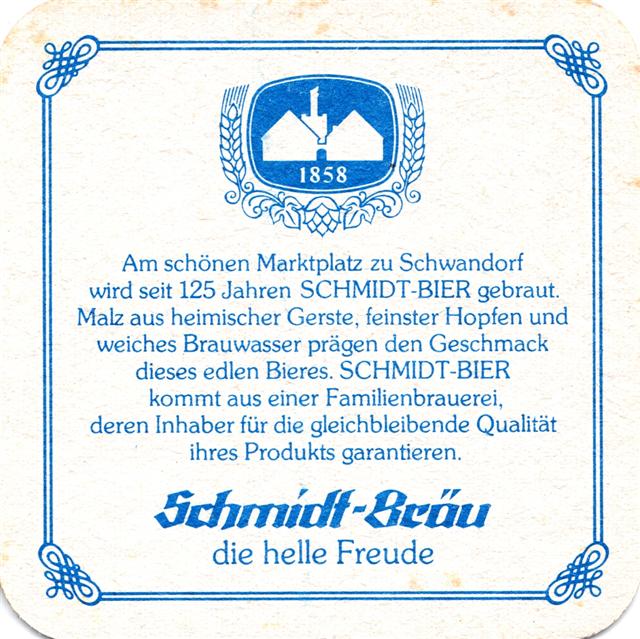 1858
Am schönen Marktplatz zu Schwandorf
wird seit 125 Jahren SCHMIDT-BIER gebraut.
Malz aus heimischer Gerste, feinster Hopfen und
weiches Brauwasser prägen den Geschmack
dieses edlen Bieres. SCHMIDT-BIER
kommt aus einer Familienbrauerei,
deren Inhaber für die gleichbleibende Qualität
ihres Produkts garantieren.
Schmidt-Bräu
die helle Freude